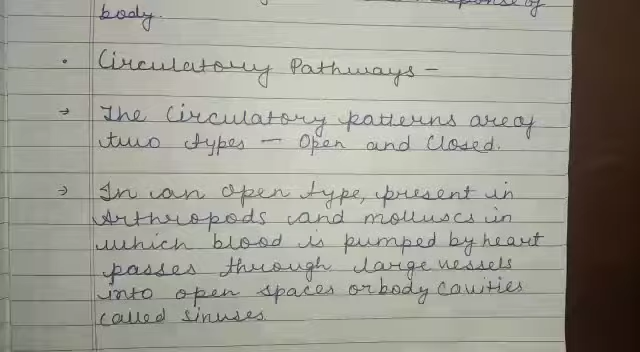 response of
body.
• Circulatory Pathways –
→ The Circulatory patterns are of
two types – Open and Closed.
→ In an open type, present in
Arthropods and molluscs in
which blood is pumped by heart
passes through large vessels
into open spaces or body cavities
called sinuses